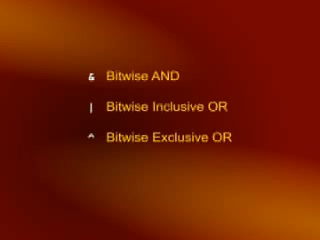 & Bitwise AND
| Bitwise Inclusive OR
^ Bitwise Exclusive OR